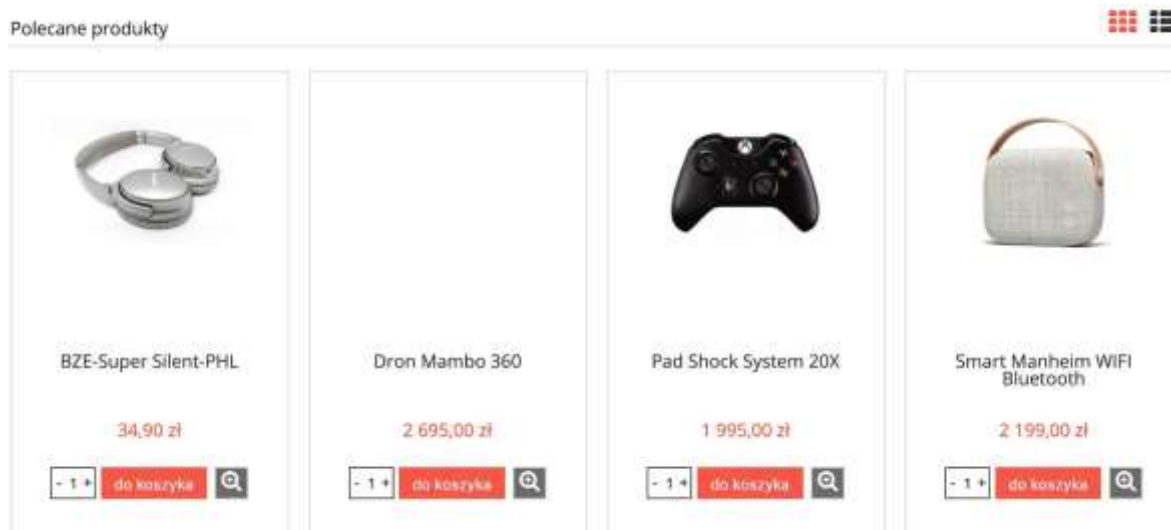 Polecane produkty
BZE-Super Silent-PHL
34,90 zł
- 1 +
do koszyka
Dron Mambo 360
2 695,00 zł
- 1 +
do koszyka
Pad Shock System 20X
1 995,00 zł
- 1 +
do koszyka
Smart Manheim WIFI
Bluetooth
2 199,00 zł
- 1 +
do koszyka